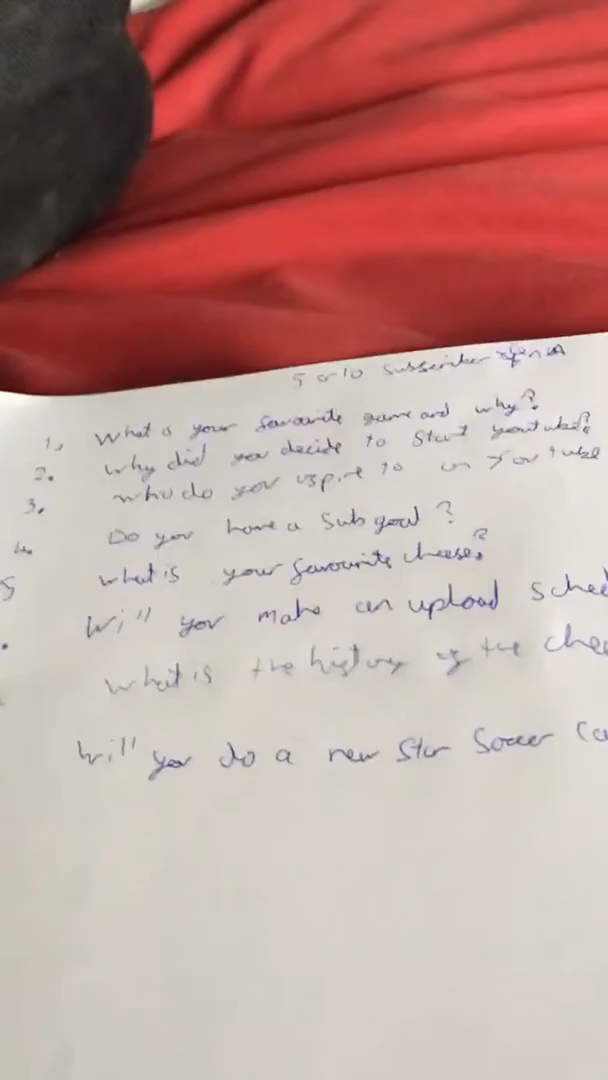 5 or 10 Subscriber
1, What is your favourite game and why?
2. Why did you decide to Start youtube?
3. who do you aspire to on YouTube
Do you have a Sub goal?
5 what is your favourite cheese?
Will you make an upload
What is the history of the
Will you do a new Star Soccer